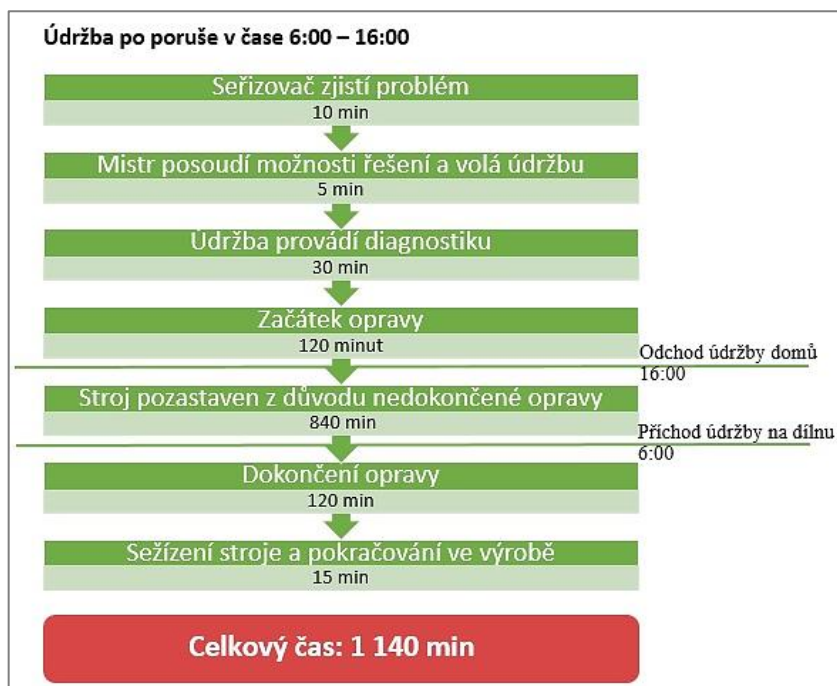 Údržba po poruše v čase 6:00 – 16:00
Seřizovač zjistí problém
10 min
Mistr posoudí možnosti řešení a volá údržbu
5 min
Údržba provádí diagnostiku
30 min
Začátek opravy
120 minut
Odchod údržby domů
16:00
Stroj pozastaven z důvodu nedokončené opravy
840 min
Příchod údržby na dílnu
6:00
Dokončení opravy
120 min
Sežízení stroje a pokračování ve výrobě
15 min
Celkový čas: 1 140 min